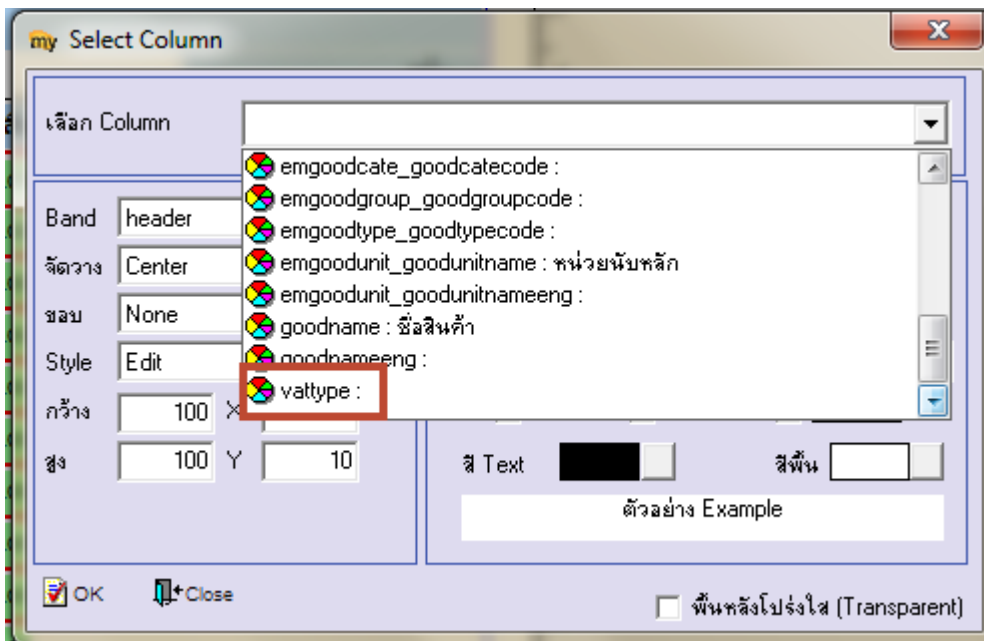 my Select Column
เลือก Column
emgoodcate_goodcatecode :
emgoodgroup_goodgroupcode :
emgoodtype_goodtypecode :
emgoodunit_goodunitname : หน่วยนับหลัก
emgoodunit_goodunitnameeng :
goodname : ชื่อสินค้า
goodnameeng :
vattype :
Band header
จัดวาง Center
ขอบ None
Style Edit
กว้าง 100 X
สูง 100 Y 10
สี Text สีพื้น
ตัวอย่าง Example
OK Close
พื้นหลังโปร่งใส (Transparent)